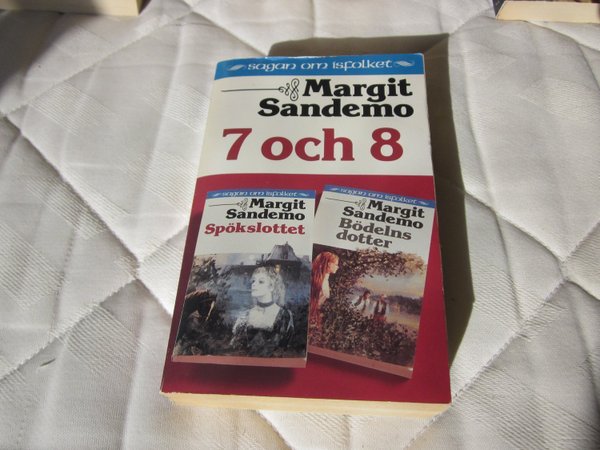 sagan om isfolket
Margit
Sandemo
7 och 8
sagan om isfolket
Margit
Sandemo
Spökslottet
sagan om isfolket
Margit
Sandemo
Bödelns
dotter